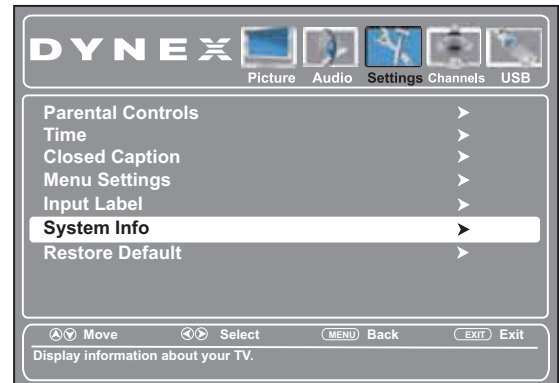 DYNEX
Picture Audio Settings Channels USB
Parental Controls
Time
Closed Caption
Menu Settings
Input Label
System Info
Restore Default
Move Select MENU Back EXIT Exit
Display information about your TV.